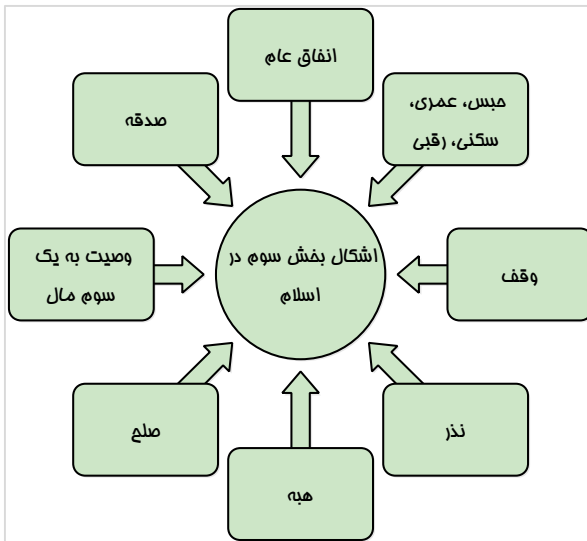 انفاق عام
حبس، عمری،
سکنی، رقبی
وقف
نذر
هبه
صلح
وصیت به یک
سوم مال
صدقه
اشکال بخش سوم در
اسلام